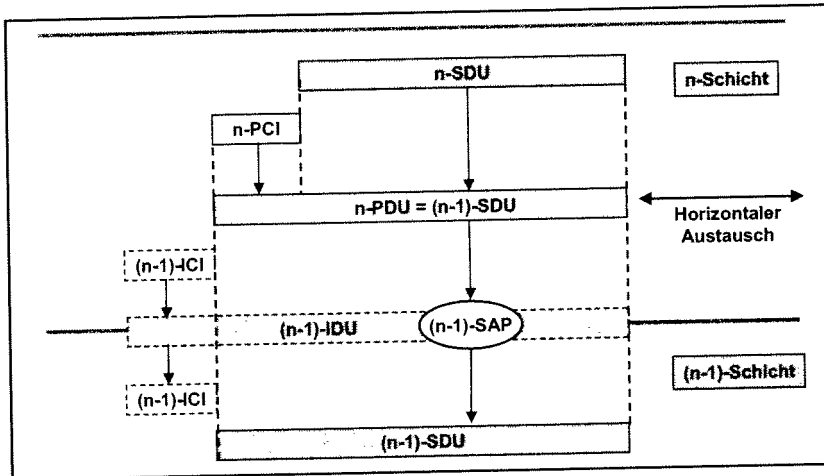 n-SDU
n-Schicht
n-PCI
n-PDU = (n-1)-SDU
Horizontaler
Austausch
(n-1)-ICI
(n-1)-IDU
(n-1)-SAP
(n-1)-Schicht
(n-1)-ICI
(n-1)-SDU